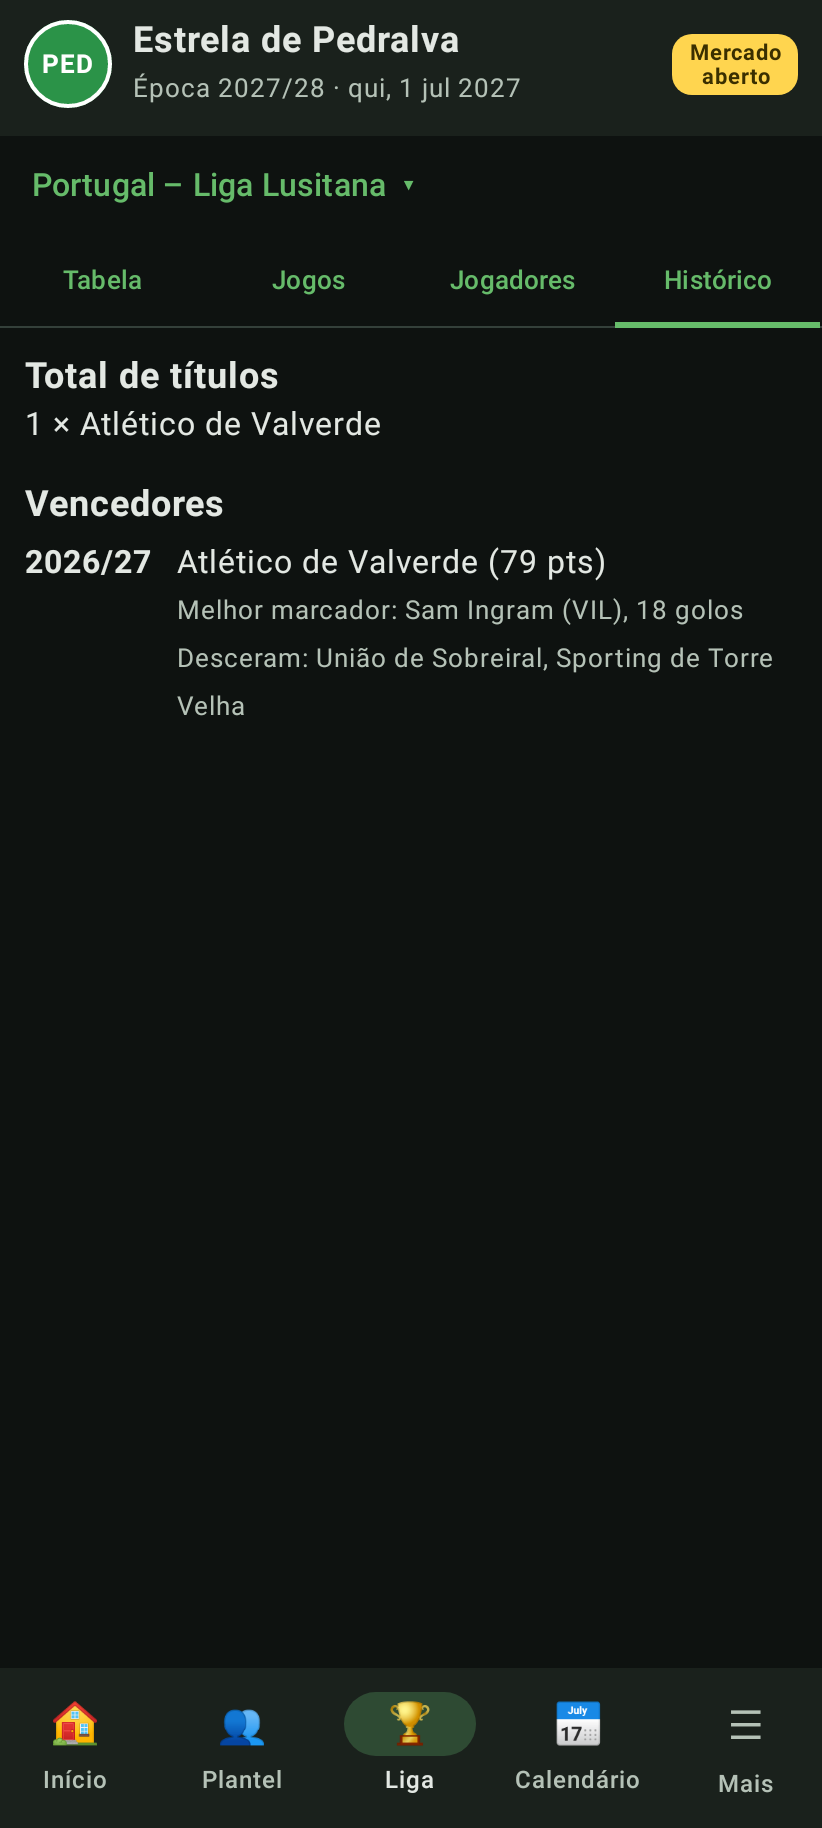 PED
Estrela de Pedralva
Época 2027/28 · qui, 1 jul 2027
Mercado
aberto
Portugal – Liga Lusitana ▼
Tabela
Jogos
Jogadores
Histórico
Total de títulos
1 × Atlético de Valverde
Vencedores
2026/27 Atlético de Valverde (79 pts)
Melhor marcador: Sam Ingram (VIL), 18 golos
Desceram: União de Sobreiral, Sporting de Torre
Velha
July
17
Início
Plantel
Liga
Calendário
Mais